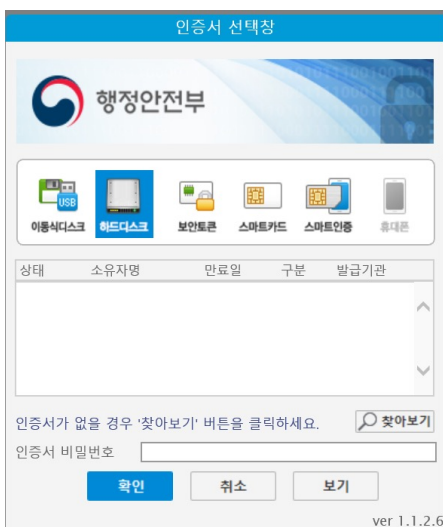 인증서 선택창
행정안전부
USB
이동식디스크 하드디스크 보안토큰 스마트카드 스마트인증 휴대폰
상태 소유자명 만료일 구분 발급기관
인증서가 없을 경우 '찾아보기' 버튼을 클릭하세요. 찾아보기
인증서 비밀번호
확인 취소 보기
ver 1.1.2.6